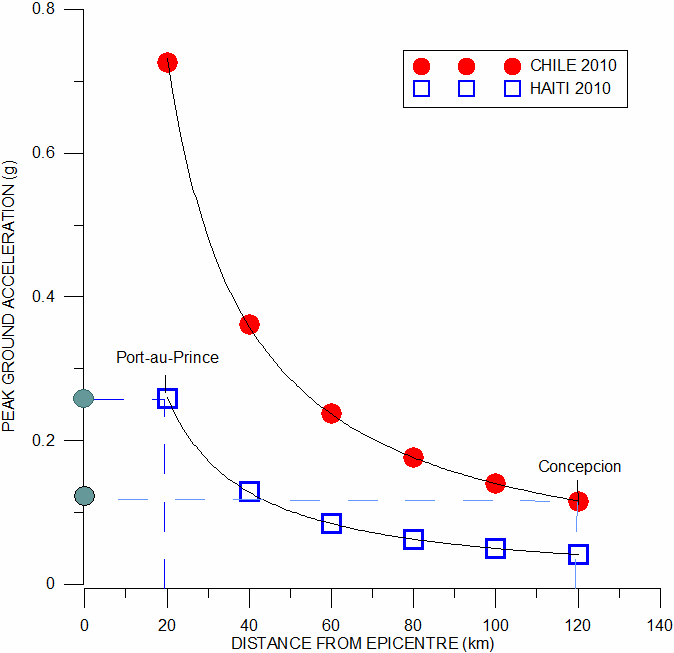 0.8
CHILE 2010
HAITI 2010
0.6
PEAK GROUND ACCELERATION (g)
0.4
Port-au-Prince
0.2
Concepcion
0
0 20 40 60 80 100 120 140
DISTANCE FROM EPICENTRE (km)